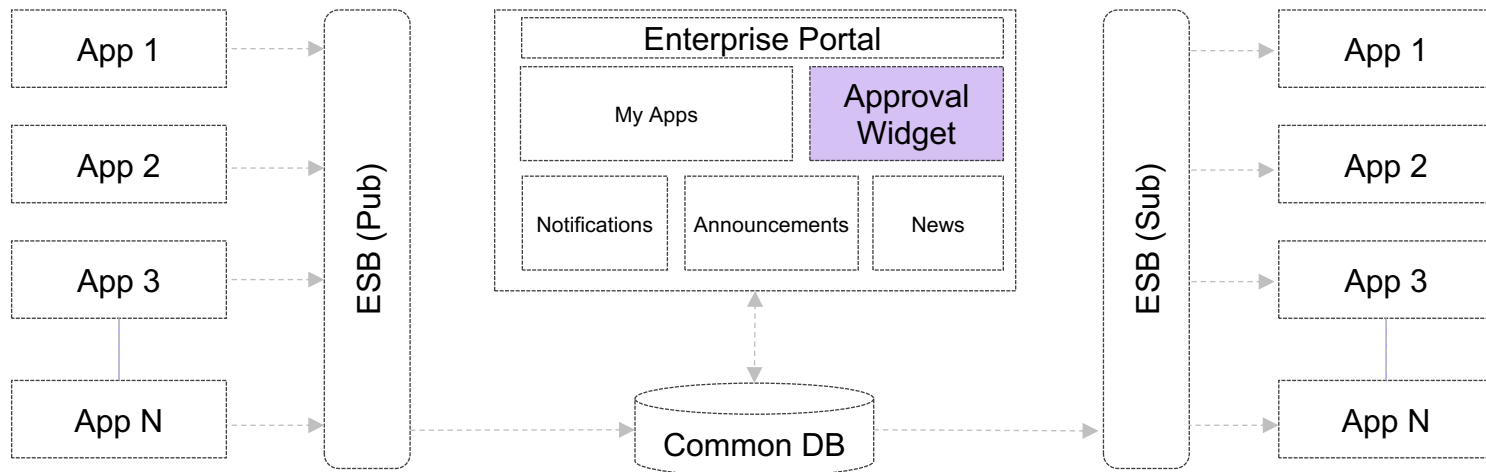 App 1
App 2
App 3
App N
ESB (Pub)
Enterprise Portal
My Apps
Approval
Widget
Notifications
Announcements
News
Common DB
ESB (Sub)
App 1
App 2
App 3
App N